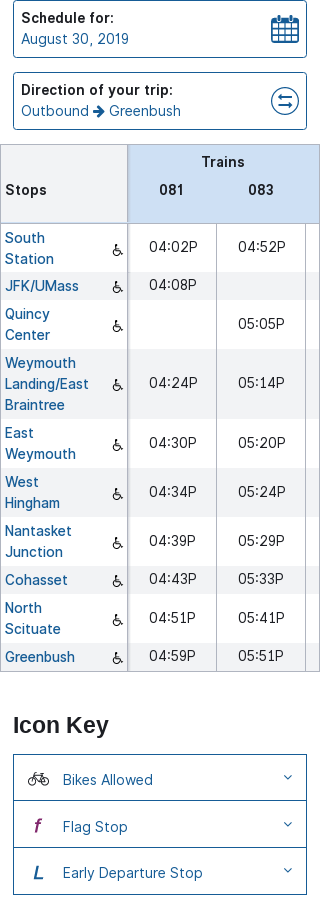 Schedule for:
August 30, 2019
Direction of your trip:
Outbound → Greenbush
Trains
Stops 081 083
South
Station 04:02P 04:52P
JFK/UMass 04:08P
Quincy
Center 05:05P
Weymouth
Landing/East 04:24P 05:14P
Braintree
East
Weymouth 04:30P 05:20P
West
Hingham 04:34P 05:24P
Nantasket
Junction 04:39P 05:29P
Cohasset 04:43P 05:33P
North
Scituate 04:51P 05:41P
Greenbush 04:59P 05:51P
Icon Key
Bikes Allowed
f Flag Stop
L Early Departure Stop